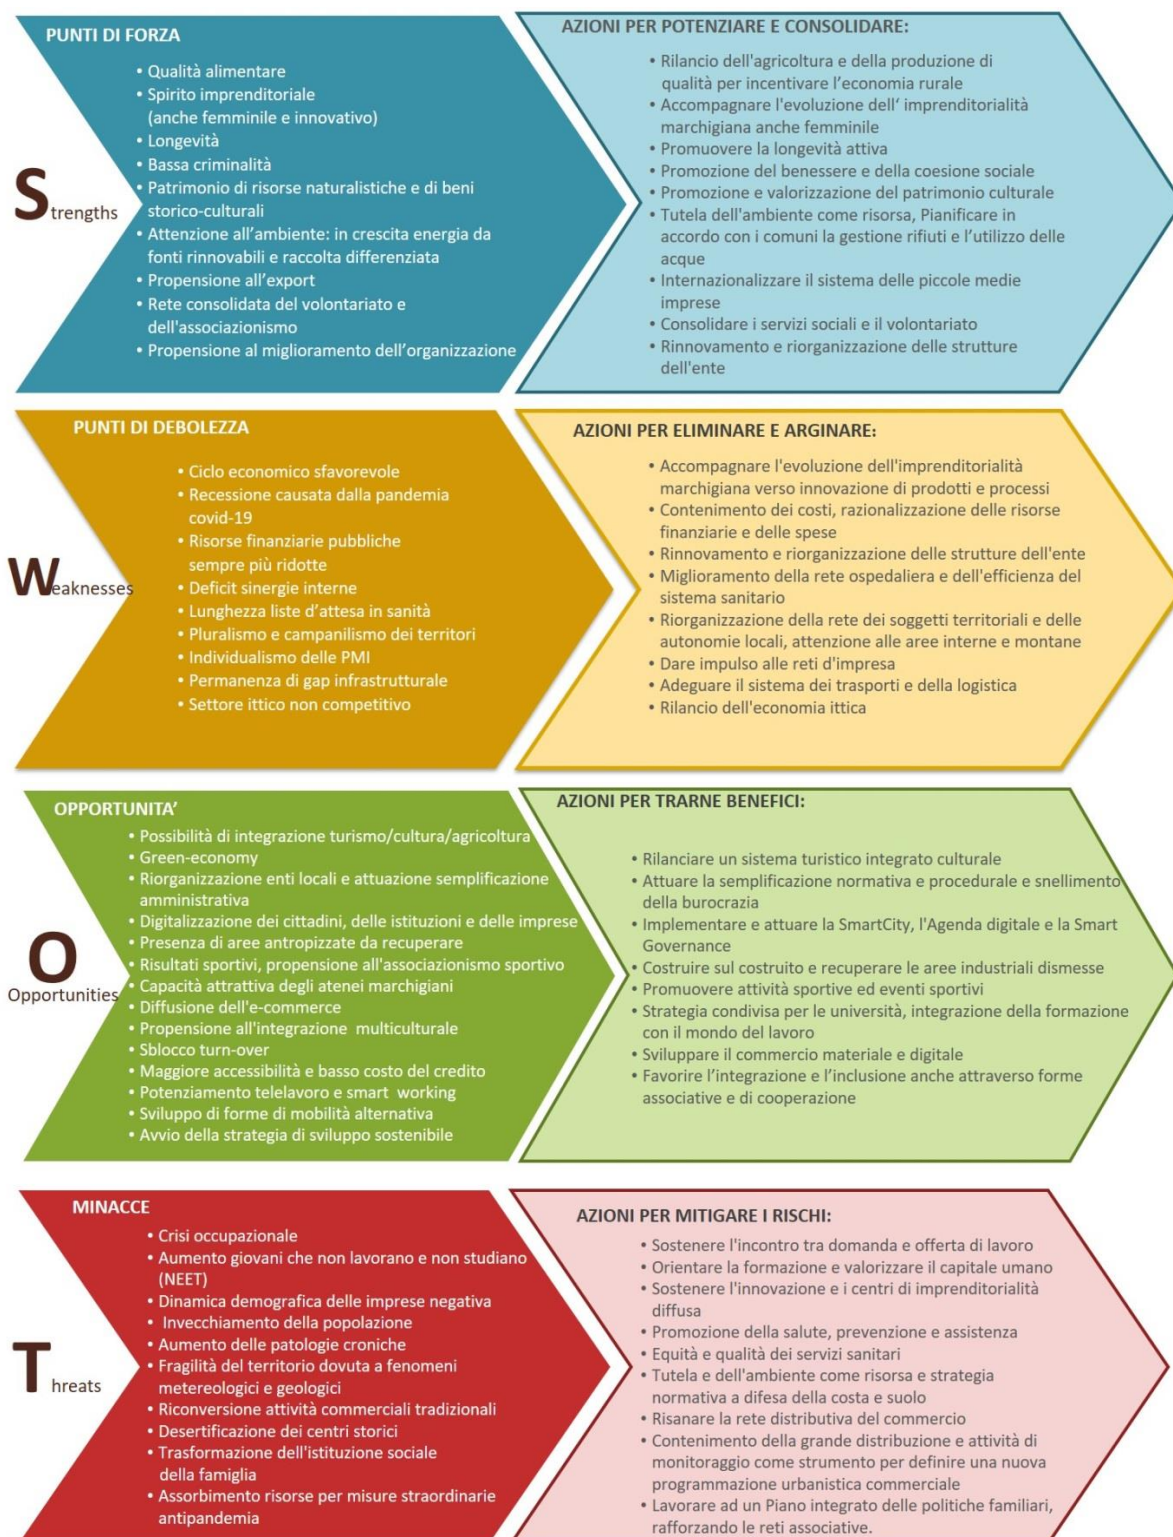 PUNTI DI FORZA
• Qualità alimentare
• Spirito imprenditoriale
(anche femminile e innovativo)
• Longevità
• Bassa criminalità
• Patrimonio di risorse naturalistiche e di beni
storico-culturali
• Attenzione all'ambiente: in crescita energia da
fonti rinnovabili e raccolta differenziata
• Propensione all'export
• Rete consolidata del volontariato e
dell'associazionismo
• Propensione al miglioramento dell'organizzazione
Strengths
AZIONI PER POTENZIARE E CONSOLIDARE:
• Rilancio dell'agricoltura e della produzione di
qualità per incentivare l'economia rurale
• Accompagnare l'evoluzione dell' imprenditorialità
marchigiana anche femminile
• Promuovere la longevità attiva
• Promozione del benessere e della coesione sociale
• Promozione e valorizzazione del patrimonio culturale
• Tutela dell'ambiente come risorsa, Pianificare in
accordo con i comuni la gestione rifiuti e l'utilizzo delle
acque
• Internazionalizzare il sistema delle piccole medie
imprese
• Consolidare i servizi sociali e il volontariato
• Rinnovamento e riorganizzazione delle strutture
dell'ente
PUNTI DI DEBOLEZZA
• Ciclo economico sfavorevole
• Recessione causata dalla pandemia
covid-19
• Risorse finanziarie pubbliche
sempre più ridotte
• Deficit sinergie interne
• Lunghezza liste d'attesa in sanità
• Pluralismo e campanilismo dei territori
• Individualismo delle PMI
• Permanenza di gap infrastrutturale
• Settore ittico non competitivo
Weaknesses
AZIONI PER ELIMINARE E ARGINARE:
• Accompagnare l'evoluzione dell'imprenditorialità
marchigiana verso innovazione di prodotti e processi
• Contenimento dei costi, razionalizzazione delle risorse
finanziarie e delle spese
• Rinnovamento e riorganizzazione delle strutture dell'ente
• Miglioramento della rete ospedaliera e dell'efficienza del
sistema sanitario
• Riorganizzazione della rete dei soggetti territoriali e delle
autonomie locali, attenzione alle aree interne e montane
• Dare impulso alle reti d'impresa
• Adeguare il sistema dei trasporti e della logistica
• Rilancio dell'economia ittica
OPPORTUNITA'
• Possibilità di integrazione turismo/cultura/agricoltura
• Green-economy
• Riorganizzazione enti locali e attuazione semplificazione
amministrativa
• Digitalizzazione dei cittadini, delle istituzioni e delle imprese
• Presenza di aree antropizzate da recuperare
• Risultati sportivi, propensione all'associazionismo sportivo
• Capacità attrattiva degli atenei marchigiani
• Diffusione dell'e-commerce
• Propensione all'integrazione multiculturale
• Sblocco turn-over
• Maggiore accessibilità e basso costo del credito
• Potenziamento telelavoro e smart working
• Sviluppo di forme di mobilità alternativa
• Avvio della strategia di sviluppo sostenibile
O
Opportunities
AZIONI PER TRARNE BENEFICI:
• Rilanciare un sistema turistico integrato culturale
• Attuare la semplificazione normativa e procedurale e snellimento
della burocrazia
• Implementare e attuare la SmartCity, l'Agenda digitale e la Smart
Governance
• Costruire sul costruito e recuperare le aree industriali dismesse
• Promuovere attività sportive ed eventi sportivi
• Strategia condivisa per le università, integrazione della formazione
con il mondo del lavoro
• Sviluppare il commercio materiale e digitale
• Favorire l'integrazione e l'inclusione anche attraverso forme
associative e di cooperazione
MINACCE
• Crisi occupazionale
• Aumento giovani che non lavorano e non studiano
(NEET)
• Dinamica demografica delle imprese negativa
• Invecchiamento della popolazione
• Aumento delle patologie croniche
• Fragilità del territorio dovuta a fenomeni
metereologici e geologici
• Riconversione attività commerciali tradizionali
• Desertificazione dei centri storici
• Trasformazione dell'istituzione sociale
della famiglia
• Assorbimento risorse per misure straordinarie
antipandemia
Threats
AZIONI PER MITIGARE I RISCHI:
• Sostenere l'incontro tra domanda e offerta di lavoro
• Orientare la formazione e valorizzare il capitale umano
• Sostenere l'innovazione e i centri di imprenditorialità
diffusa
• Promozione della salute, prevenzione e assistenza
• Equità e qualità dei servizi sanitari
• Tutela e dell'ambiente come risorsa e strategia
normativa a difesa della costa e suolo
• Risanare la rete distributiva del commercio
• Contenimento della grande distribuzione e attività di
monitoraggio come strumento per definire una nuova
programmazione urbanistica commerciale
• Lavorare ad un Piano integrato delle politiche familiari,
rafforzando le reti associative.